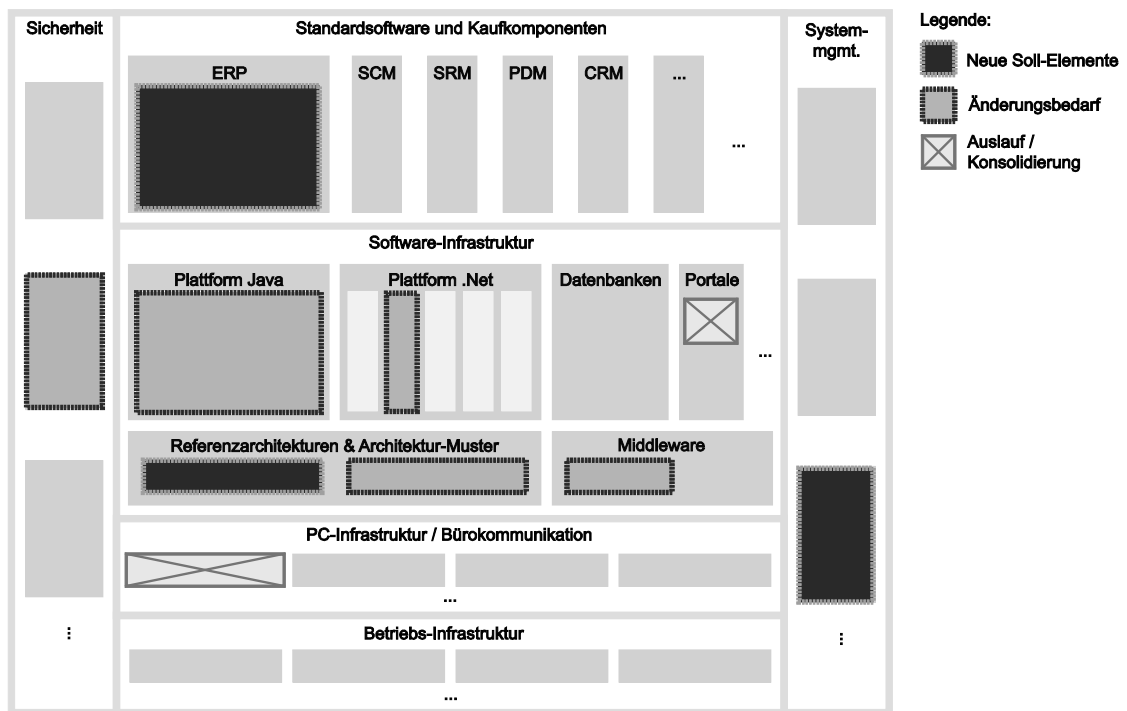 Sicherheit
Standardsoftware und Kaufkomponenten
System-
mgmt.
Legende:
Neue Soll-Elemente
Änderungsbedarf
Auslauf /
Konsolidierung
ERP
SCM
SRM
PDM
CRM
...
...
Software-Infrastruktur
Plattform Java
Plattform .Net
Datenbanken
Portale
...
Referenzarchitekturen & Architektur-Muster
Middleware
PC-Infrastruktur / Bürokommunikation
...
Betriebs-Infrastruktur
...
...
...